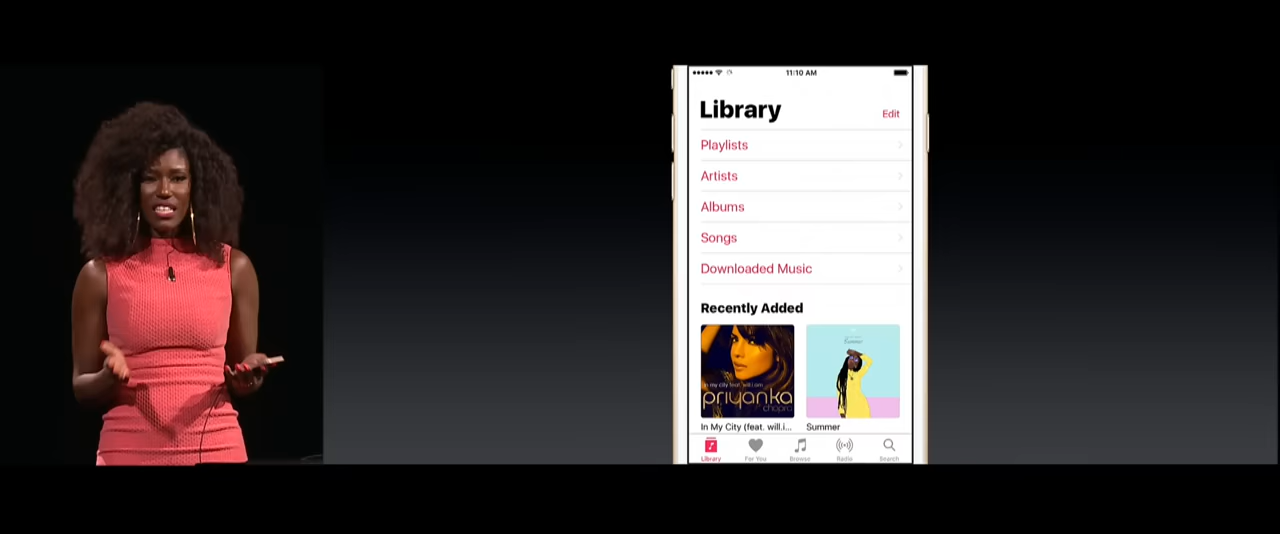 11:10 AM
Library
Edit
Playlists
Artists
Albums
Songs
Downloaded Music
Recently Added
in my city feat. will.i.am
priyanka
chopra
Summer
In My City (feat. will.i...
Summer
Library
For You
Browse
Radio
Search